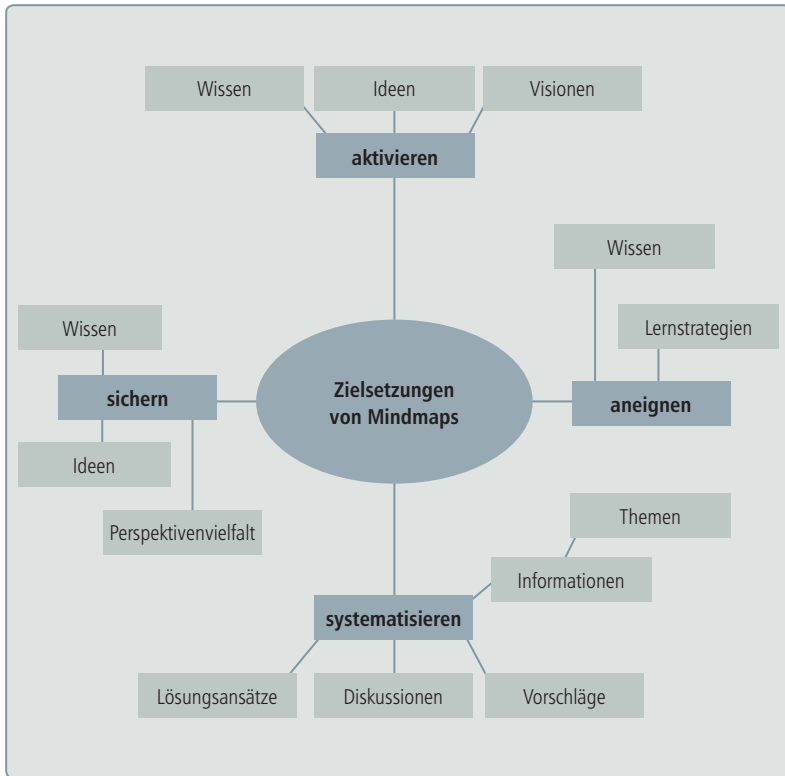 Wissen
Ideen
Visionen
aktivieren
Wissen
Lernstrategien
aneignen
Wissen
sichern
Ideen
Perspektivenvielfalt
Zielsetzungen
von Mindmaps
Themen
Informationen
systematisieren
Lösungsansätze
Diskussionen
Vorschläge